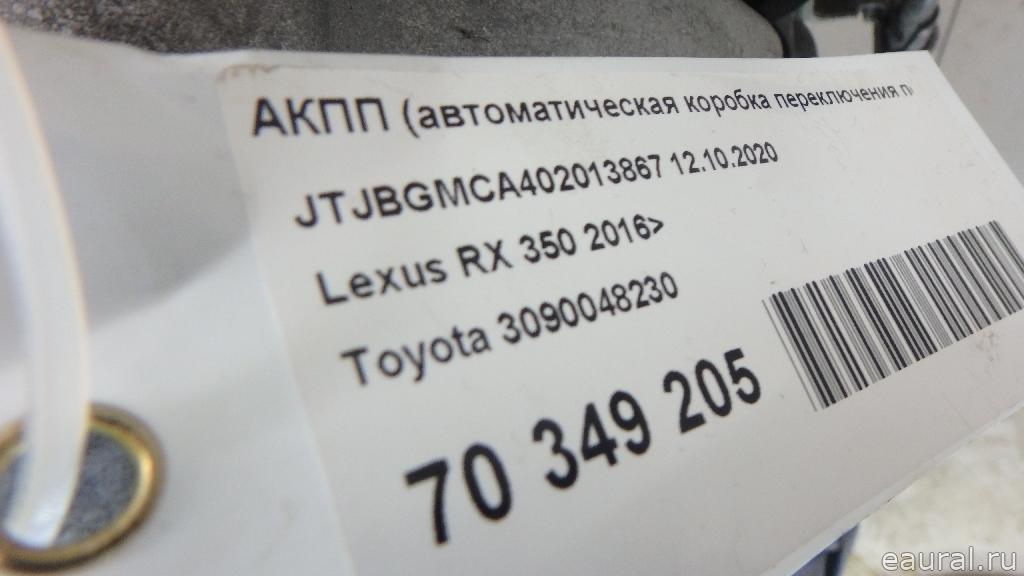 АКПП (автоматическая коробка переключения
JTJBGMCA402013867 12.10.2020
Lexus RX 350 2016>
Toyota 3090048230
70 349 205
eaural.ru